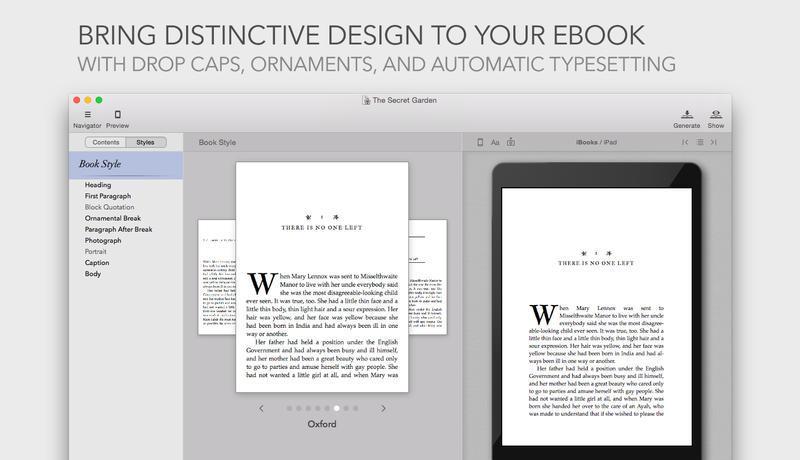 BRING DISTINCTIVE DESIGN TO YOUR EBOOK
WITH DROP CAPS, ORNAMENTS, AND AUTOMATIC TYPESETTING
The Secret Garden
Navigator
Preview
Generate
Show
Contents
Styles
Book Style
Aa
iBooks / iPad
Book Style
Heading
First Paragraph
Block Quotation
Ornamental Break
Paragraph After Break
Photograph
Portrait
Caption
Body
THERE IS NO ONE LEFT
When Mary Lennox was sent to Misselthwaite
Manor to live with her uncle everybody said
she was the most disagreeable-looking child
ever seen. It was true, too. She had a little thin face and a
little thin body, thin light hair and a sour expression. Her
hair was yellow, and her face was yellow because she
had been born in India and had always been ill in one
way or another.
Her father had held a position under the English
Government and had always been busy and ill himself,
and her mother had been a great beauty who cared only
to go to parties and amuse herself with gay people. She
had not wanted a little girl at all, and when Mary was
Oxford
THERE IS NO ONE LEFT
When Mary Lennox was sent to
Misselthwaite Manor to live with her uncle
everybody said she was the most disagree-
able-looking child ever seen. It was true, too. She had a little
thin face and a little thin body, thin light hair and a
sour expression. Her hair was yellow, and her face was
yellow because she had been born in India and had al-
ways been ill in one way or another.
Her father had held a position under the English
Government and had always been busy and ill himself,
and her mother had been a great beauty who cared only
to go to parties and amuse herself with gay people. She
had not wanted a little girl at all, and when Mary was
born she handed her over to the care of an Ayah, who
was made to understand that if she wished to please the